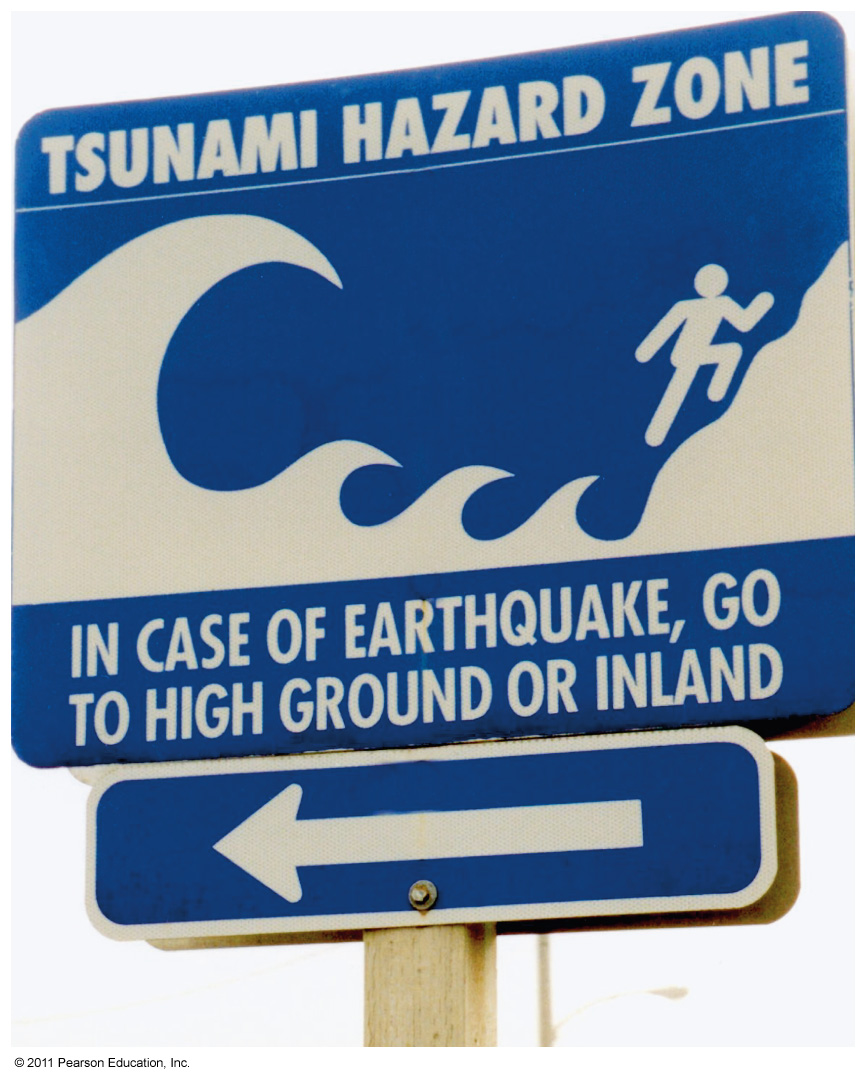 TSUNAMI HAZARD ZONE
IN CASE OF EARTHQUAKE, GO
TO HIGH GROUND OR INLAND
© 2011 Pearson Education, Inc.